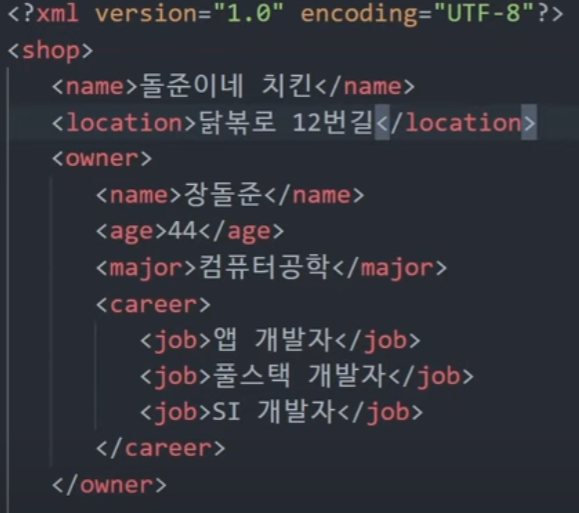 <?xml version="1.0" encoding="UTF-8"?>
<shop>
<name>돌준이네 치킨</name>
<location>닭볶로 12번길</location>
<owner>
<name>장돌준</name>
<age>44</age>
<major>컴퓨터공학</major>
<career>
<job>앱 개발자</job>
<job>풀스택 개발자</job>
<job>SI 개발자</job>
</career>
</owner>